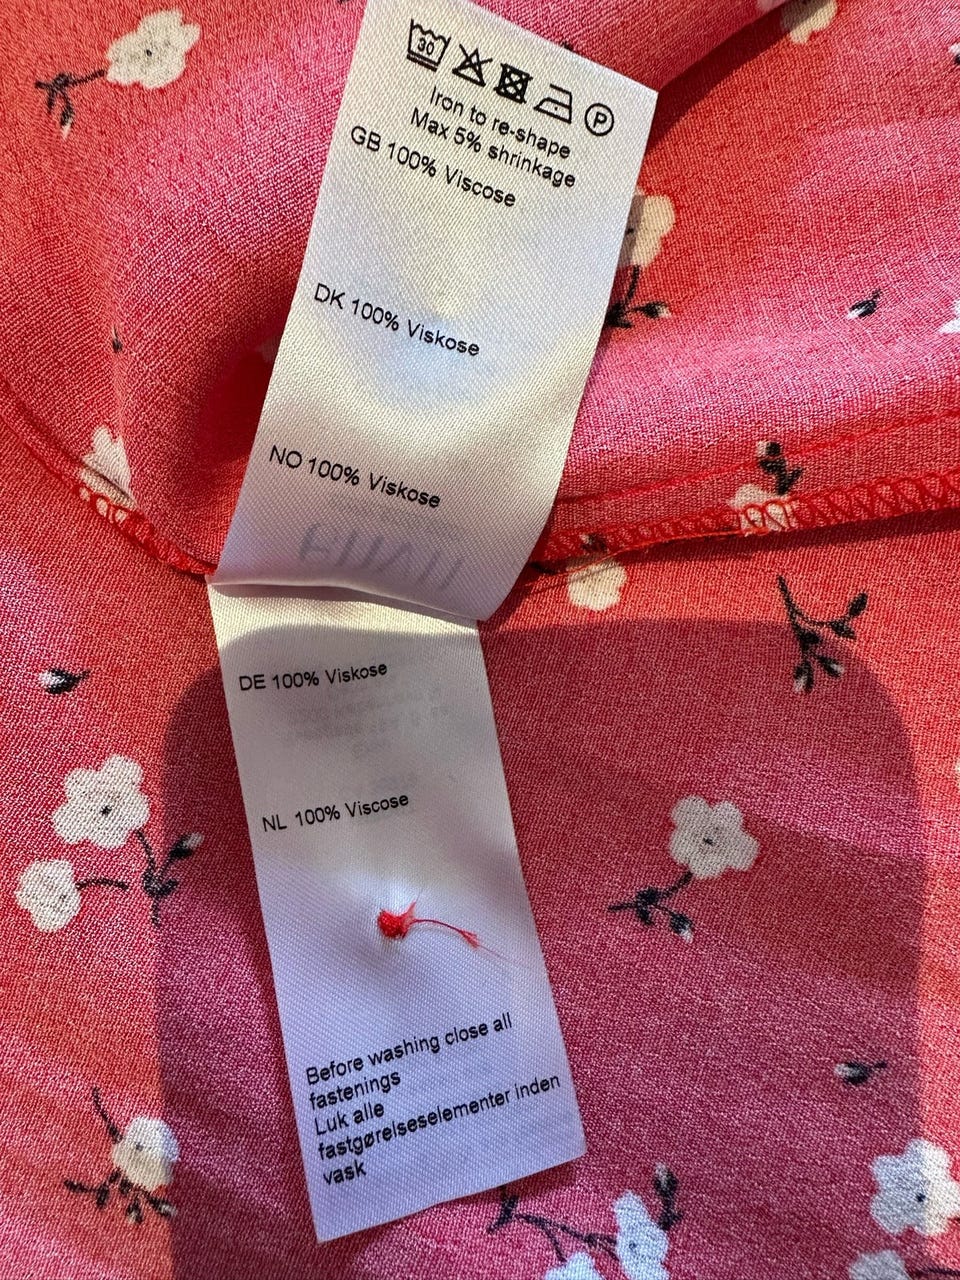 30
P
Iron to re-shape
Max 5% shrinkage
GB 100% Viscose
DK 100% Viskose
NO 100% Viskose
DE 100% Viskose
NL 100% Viscose
Before washing close all
fastenings
Luk alle
fastgørelseselementer inden
vask